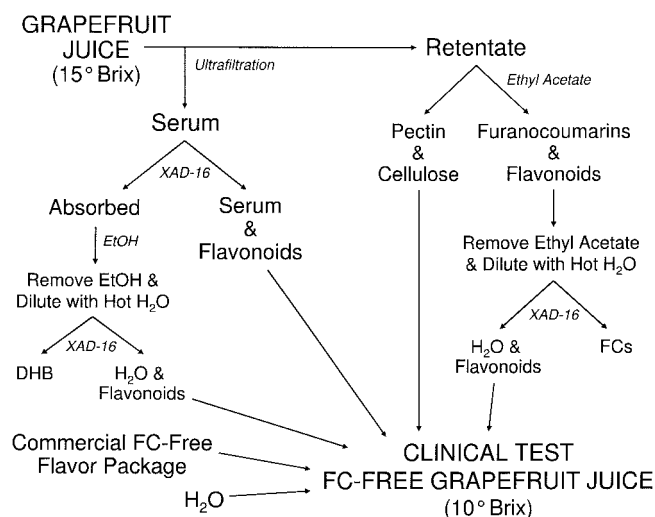 GRAPEFRUIT
JUICE
(15° Brix)
Ultrafiltration
Retentate
Ethyl Acetate
Serum
Pectin
&
Cellulose
Furanocoumarins
&
Flavonoids
XAD-16
Absorbed
Serum
&
Flavonoids
EtOH
Remove Ethyl Acetate
& Dilute with Hot H₂O
Remove EtOH &
Dilute with Hot H₂O
XAD-16
XAD-16
H₂O &
Flavonoids
FCs
DHB
H₂O &
Flavonoids
Commercial FC-Free
Flavor Package
H₂O
CLINICAL TEST
FC-FREE GRAPEFRUIT JUICE
(10° Brix)